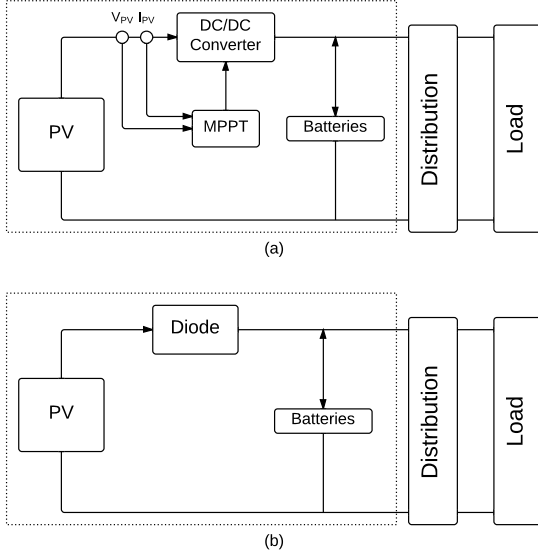 V_PV I_PV
DC/DC
Converter
PV
MPPT
Batteries
Distribution
Load
(a)
Diode
PV
Batteries
Distribution
Load
(b)